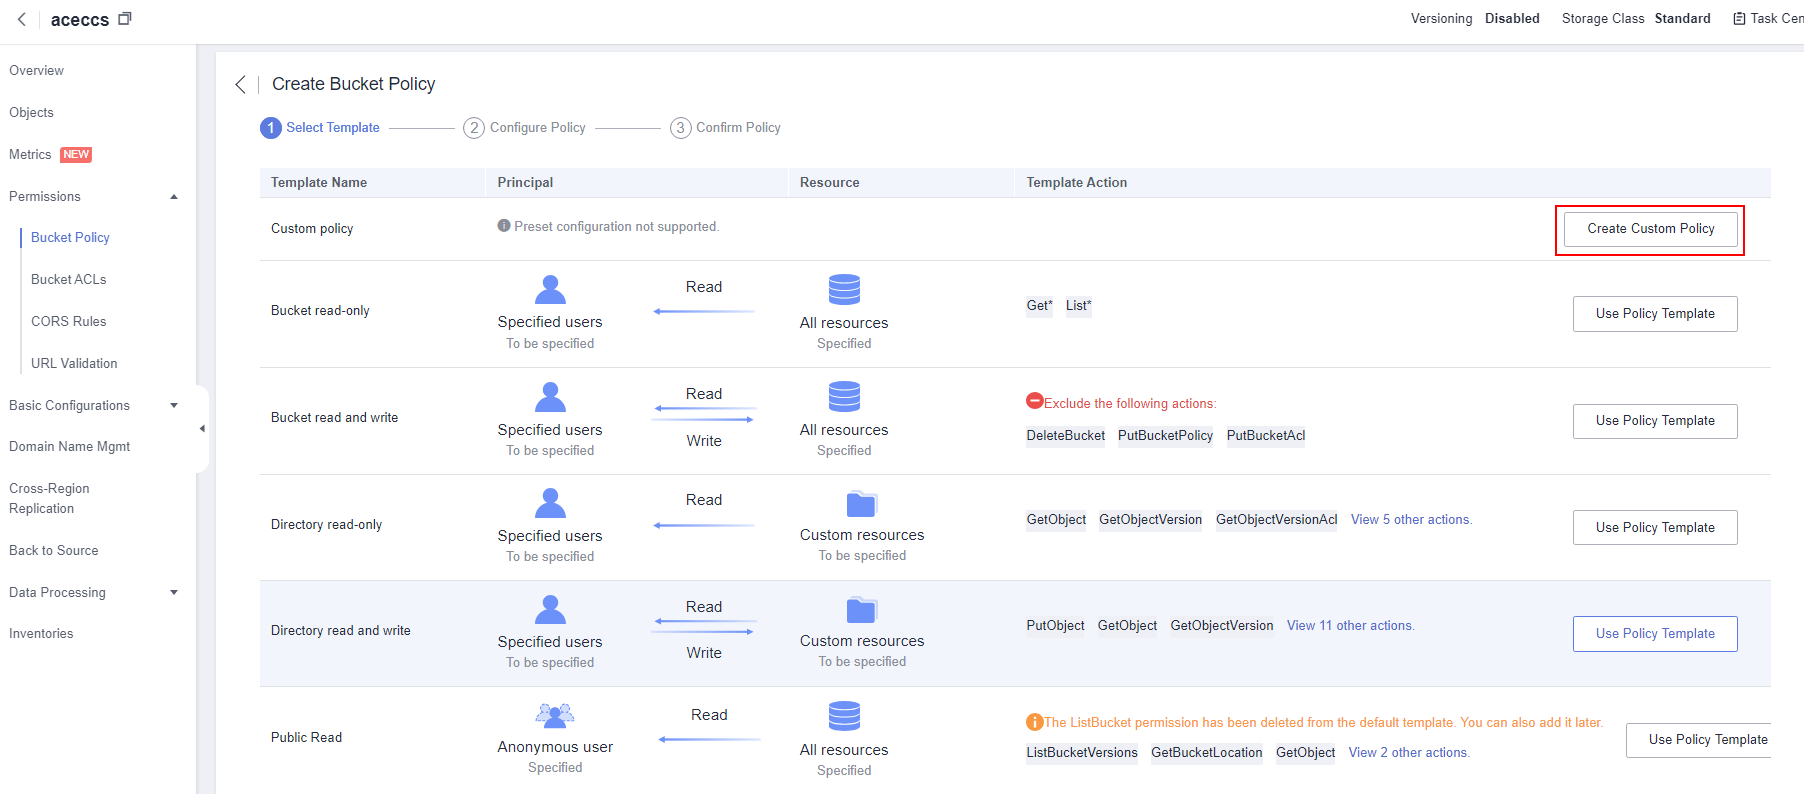 aceccs
Versioning Disabled Storage Class Standard Task Cen
Overview
Objects
Metrics NEW
Permissions
Bucket Policy
Bucket ACLs
CORS Rules
URL Validation
Basic Configurations
Domain Name Mgmt
Cross-Region
Replication
Back to Source
Data Processing
Inventories
Create Bucket Policy
1 Select Template 2 Configure Policy 3 Confirm Policy
Template Name Principal Resource Template Action
Custom policy Preset configuration not supported. Create Custom Policy
Bucket read-only
Specified users
To be specified
Read
All resources
Specified
Get* List*
Use Policy Template
Bucket read and write
Specified users
To be specified
Read
Write
All resources
Specified
Exclude the following actions:
DeleteBucket PutBucketPolicy PutBucketAcl
Use Policy Template
Directory read-only
Specified users
To be specified
Read
Custom resources
To be specified
GetObject GetObjectVersion GetObjectVersionAcl View 5 other actions.
Use Policy Template
Directory read and write
Specified users
To be specified
Read
Write
Custom resources
To be specified
PutObject GetObject GetObjectVersion View 11 other actions.
Use Policy Template
Public Read
Anonymous user
Specified
Read
All resources
Specified
The ListBucket permission has been deleted from the default template. You can also add it later.
ListBucketVersions GetBucketLocation GetObject View 2 other actions.
Use Policy Template